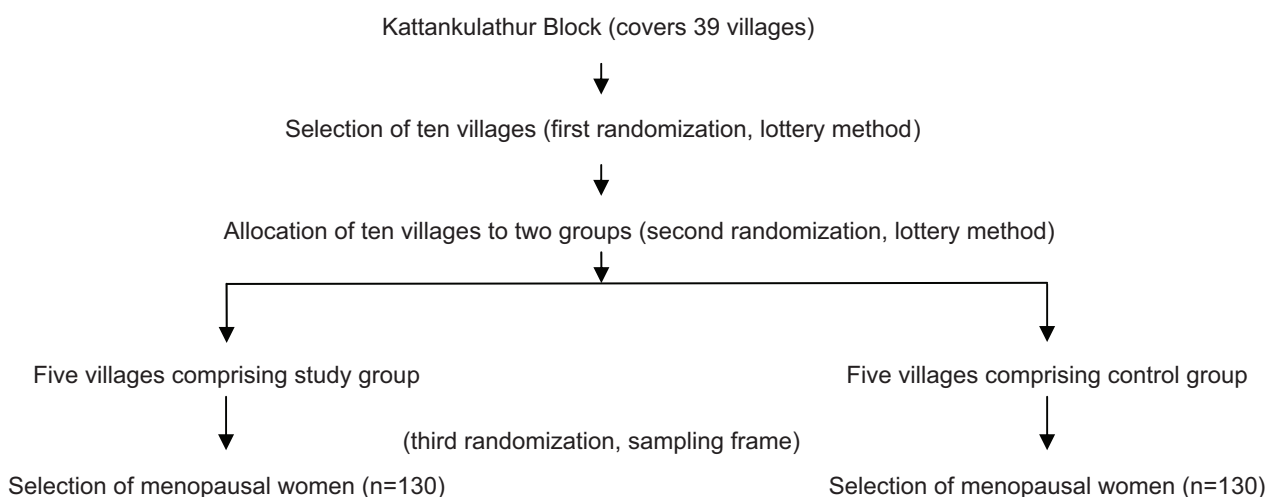 Kattankulathur Block (covers 39 villages)
Selection of ten villages (first randomization, lottery method)
Allocation of ten villages to two groups (second randomization, lottery method)
Five villages comprising study group
Five villages comprising control group
(third randomization, sampling frame)
Selection of menopausal women (n=130)
Selection of menopausal women (n=130)